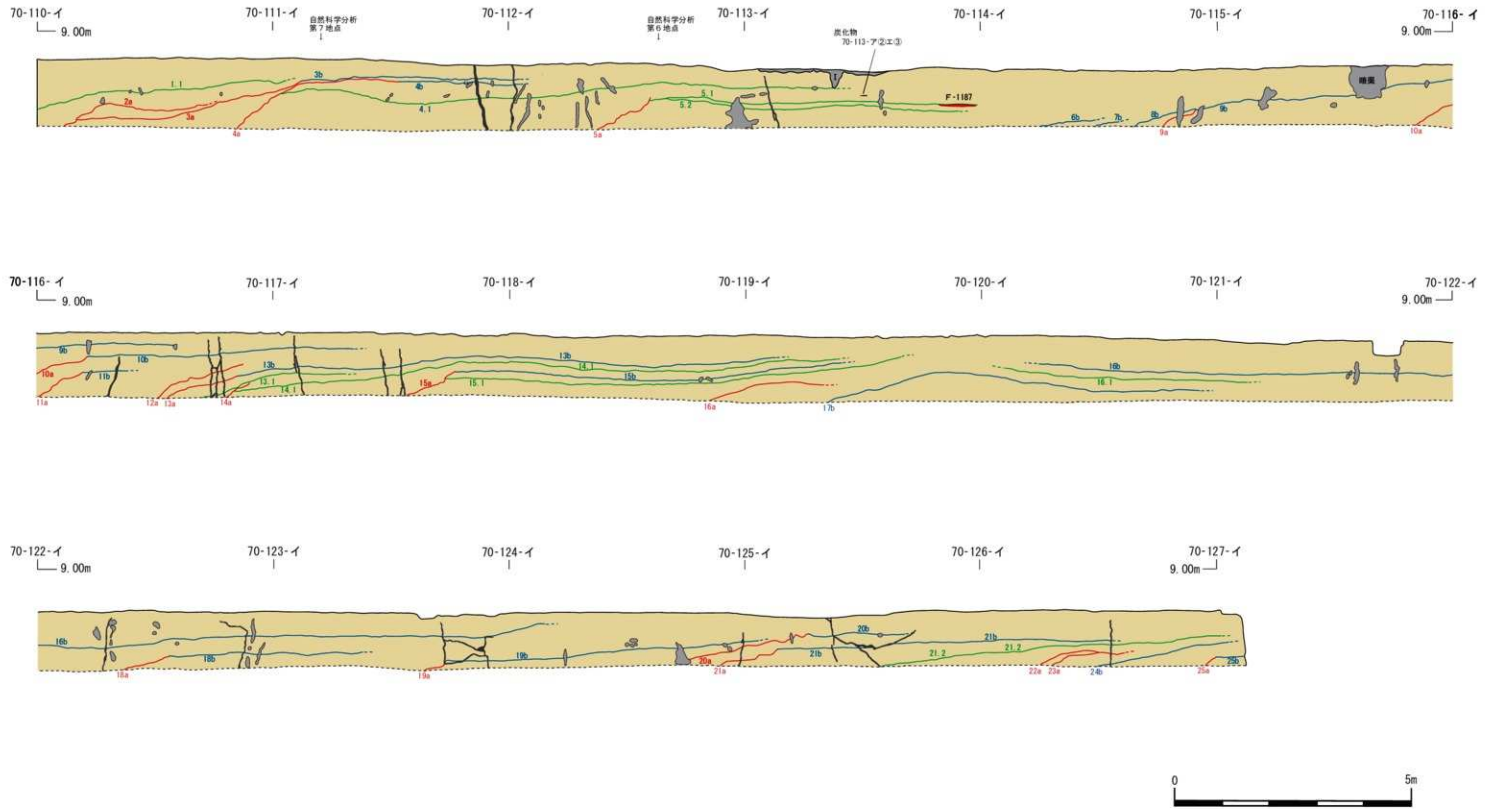 70-110-イ 70-111-イ 70-112-イ 70-113-イ 70-114-イ 70-115-イ 70-116-イ
9.00m 9.00m
自然科学分析
第7地点
自然科学分析
第6地点
炭化物
70-113-ア②エ③
1.1 2a 3a 4a 3b 4b 4.1 5a 5.1 5.2 I F-1187 6b 7b 8b 9a 9b 暗渠 10a
70-116-イ 70-117-イ 70-118-イ 70-119-イ 70-120-イ 70-121-イ 70-122-イ
9.00m 9.00m
9b 10b 10a 11b 11a 12a 13a 13b 13.1 14.1 14a 15a 13b 14.1 15b 15.1 16a 17b 16b 16.1
70-122-イ 70-123-イ 70-124-イ 70-125-イ 70-126-イ 70-127-イ
9.00m 9.00m
16b 18a 18b 19a 19b 20a 21a 20b 21b 21b 21.2 21.2 22a 23a 24b 25a 25b
0 5m